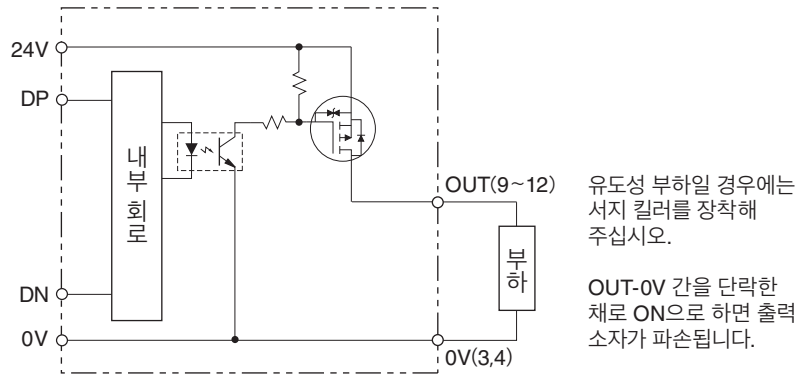 24V
DP
내부 회로
DN
0V
OUT(9~12)
부하
0V(3,4)
유도성 부하일 경우에는
서지 킬러를 장착해
주십시오.
OUT-0V 간을 단락한
채로 ON으로 하면 출력
소자가 파손됩니다.